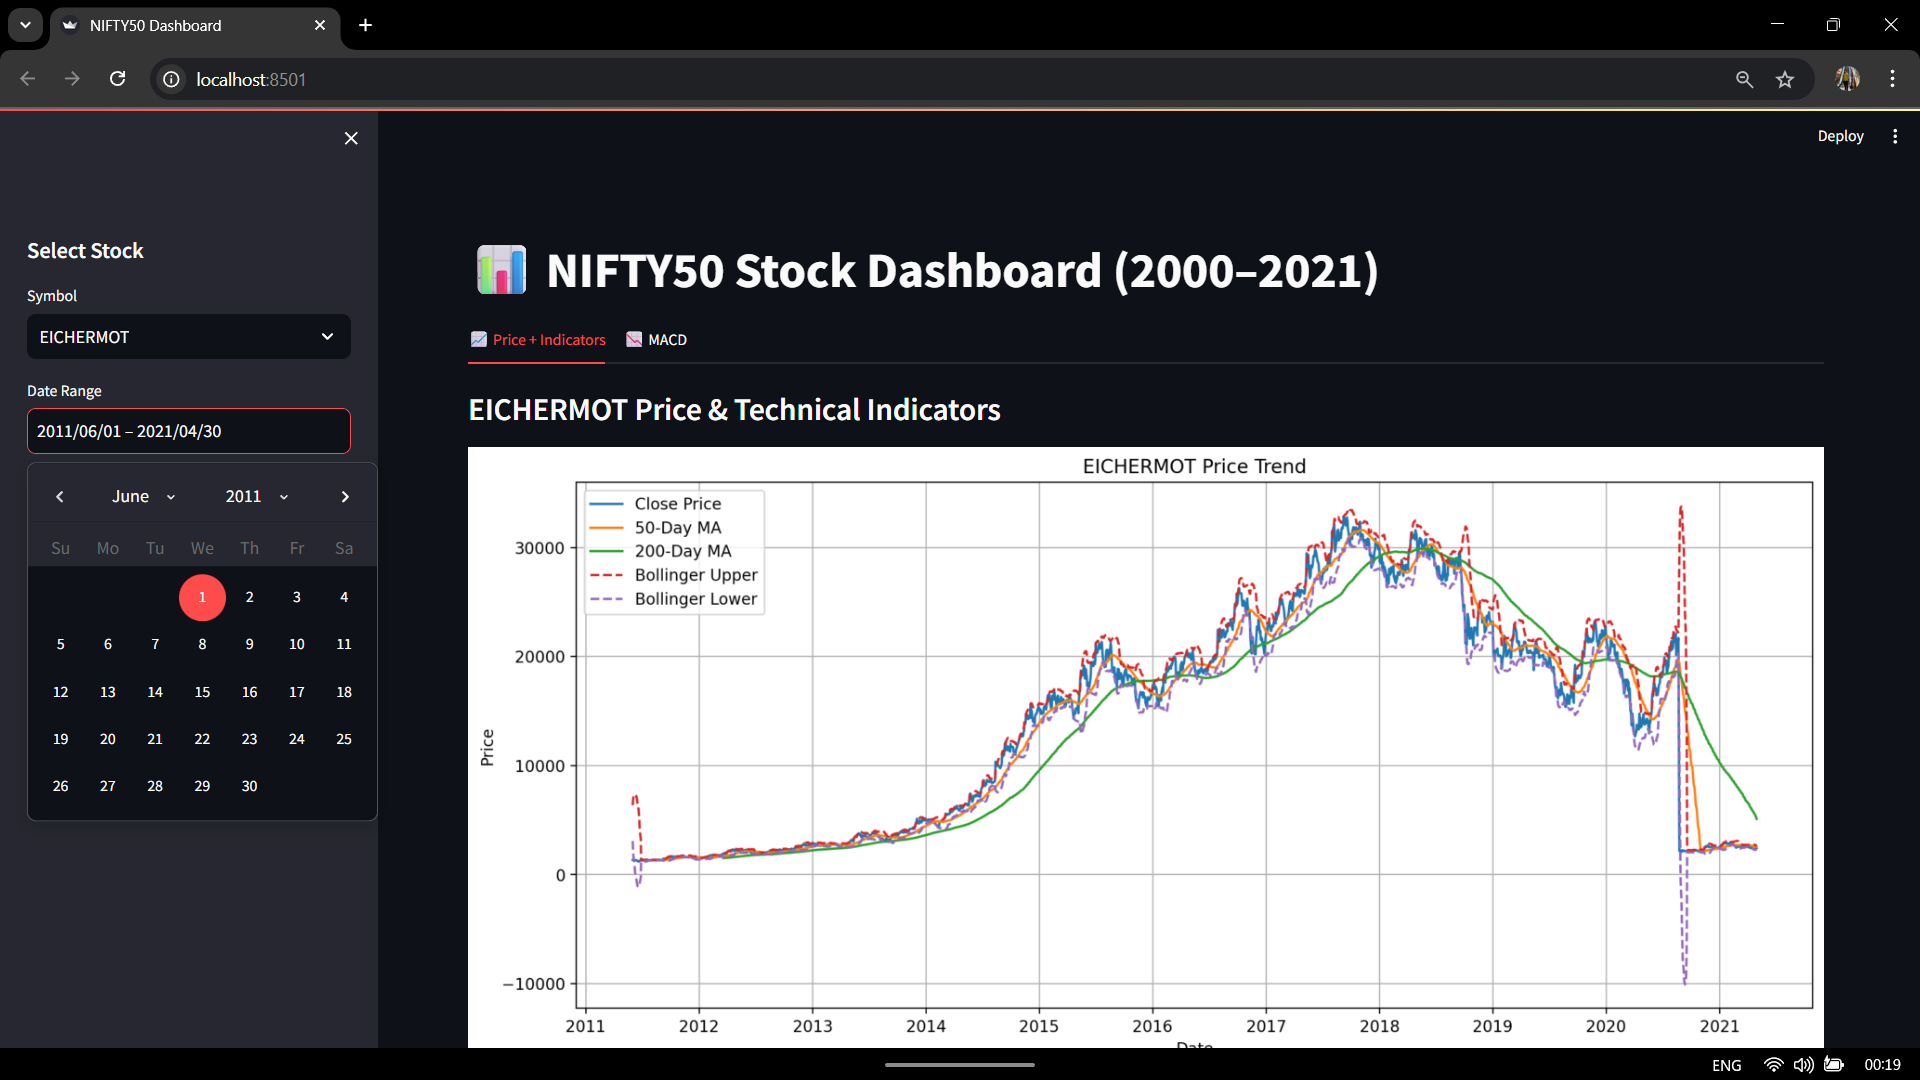 NIFTY50 Dashboard
localhost:8501
Deploy
Select Stock
Symbol
EICHERMOT
Date Range
2011/06/01 – 2021/04/30
June 2011
Su Mo Tu We Th Fr Sa
1 2 3 4
5 6 7 8 9 10 11
12 13 14 15 16 17 18
19 20 21 22 23 24 25
26 27 28 29 30
NIFTY50 Stock Dashboard (2000–2021)
Price + Indicators MACD
EICHERMOT Price & Technical Indicators
EICHERMOT Price Trend
Close Price
50-Day MA
200-Day MA
Bollinger Upper
Bollinger Lower
Price
30000
20000
10000
0
−10000
2011 2012 2013 2014 2015 2016 2017 2018 2019 2020 2021
Date
ENG 00:19